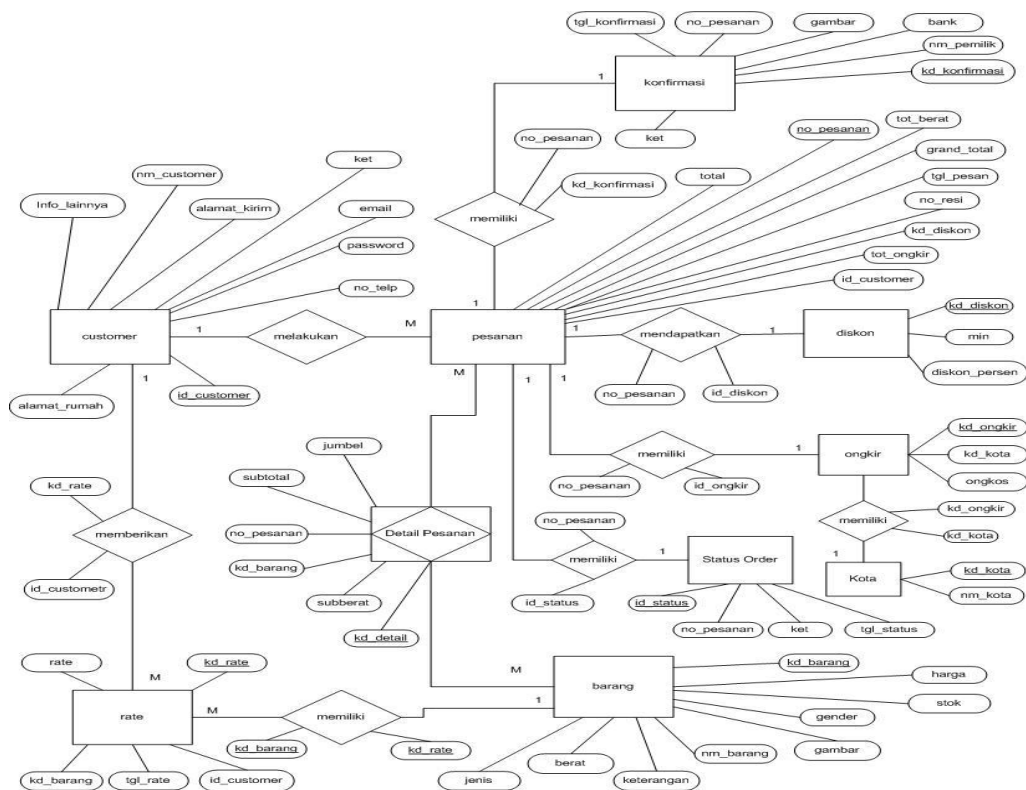 tgl_konfirmasi
no_pesanan
gambar
bank
nm_pemilik
kd_konfirmasi
1
konfirmasi
ket
no_pesanan
kd_konfirmasi
memiliki
1
no_pesanan
tot_berat
grand_total
tgl_pesan
no_resi
kd_diskon
tot_ongkir
id_customer
total
ket
nm_customer
Info_lainnya
alamat_kirim
email
password
no_telp
customer
1
melakukan
M
pesanan
1
mendapatkan
1
diskon
kd_diskon
min
diskon_persen
alamat_rumah
id_customer
1
M
1
1
no_pesanan
id_diskon
jumbel
subtotal
no_pesanan
kd_barang
subberat
kd_detail
Detail Pesanan
kd_rate
memberikan
id_custometr
memiliki
1
ongkir
kd_ongkir
kd_kota
ongkos
no_pesanan
id_ongkir
kd_ongkir
memiliki
kd_kota
1
Kota
kd_kota
nm_kota
no_pesanan
memiliki
1
Status Order
id_status
id_status
no_pesanan
ket
tgl_status
M
rate
kd_rate
rate
M
memiliki
1
M
barang
kd_barang
harga
stok
gender
gambar
nm_barang
keterangan
berat
jenis
kd_barang
kd_rate
kd_barang
tgl_rate
id_customer